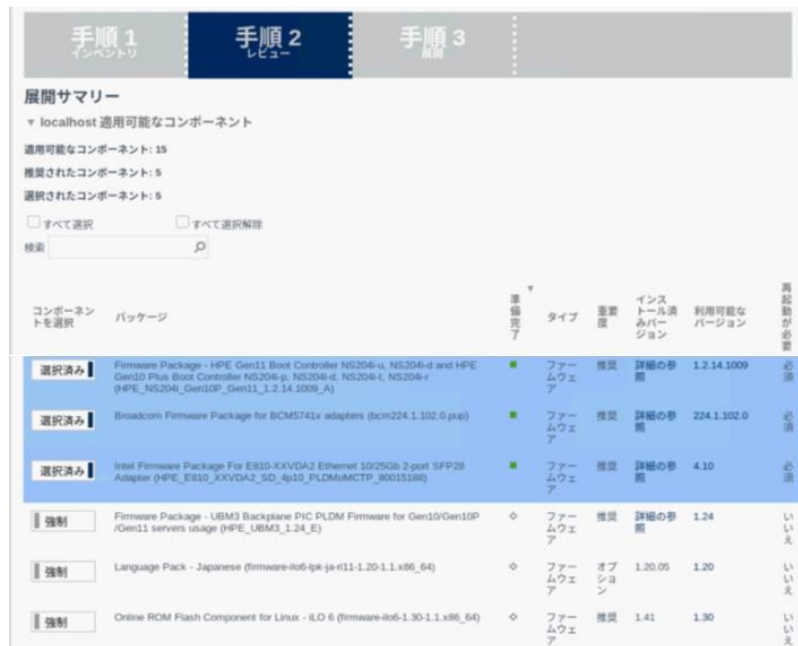 手順 1
インベントリ
手順 2
レビュー
手順 3
展開
展開サマリー
▼ localhost 適用可能なコンポーネント
適用可能なコンポーネント: 15
推奨されたコンポーネント: 5
選択されたコンポーネント: 5
すべて選択
すべて選択解除
検索
コンポーネン
トを選択
パッケージ
準備完了
タイプ
重要
度
インス
トール済
みバー
ジョン
利用可能な
バージョン
再起動が必要
選択済み
Firmware Package - HPE Gen11 Boot Controller NS204i-u, NS204i-d and HPE
Gen10 Plus Boot Controller NS204i-p, NS204i-d, NS204i-t, NS204i-r
(HPE_NS204i_Gen10P_Gen11_1.2.14.1009_A)
ファー
ムウェ
ア
推奨
詳細の参
照
1.2.14.1009
必須
選択済み
Broadcom Firmware Package for BCM5741x adapters (bcm224.1.102.0.pup)
ファー
ムウェ
ア
推奨
詳細の参
照
224.1.102.0
必須
選択済み
Intel Firmware Package For E810-XXVDA2 Ethernet 10/25Gb 2-port SFP28
Adapter (HPE_E810_XXVDA2_SD_4p10_PLDMoMCTP_80015188)
ファー
ムウェ
ア
推奨
詳細の参
照
4.10
必須
強制
Firmware Package - UBM3 Backplane PIC PLDM Firmware for Gen10/Gen10P
/Gen11 servers usage (HPE_UBM3_1.24_E)
ファー
ムウェ
ア
推奨
詳細の参
照
1.24
いいえ
強制
Language Pack - Japanese (firmware-ilo6-lpk-ja-ri11-1.20-1.1.x86_64)
ファー
ムウェ
ア
オプ
ショ
ン
1.20.05
1.20
いいえ
強制
Online ROM Flash Component for Linux - iLO 6 (firmware-ilo6-1.30-1.1.x86_64)
ファー
ムウェ
ア
推奨
1.41
1.30
いいえ